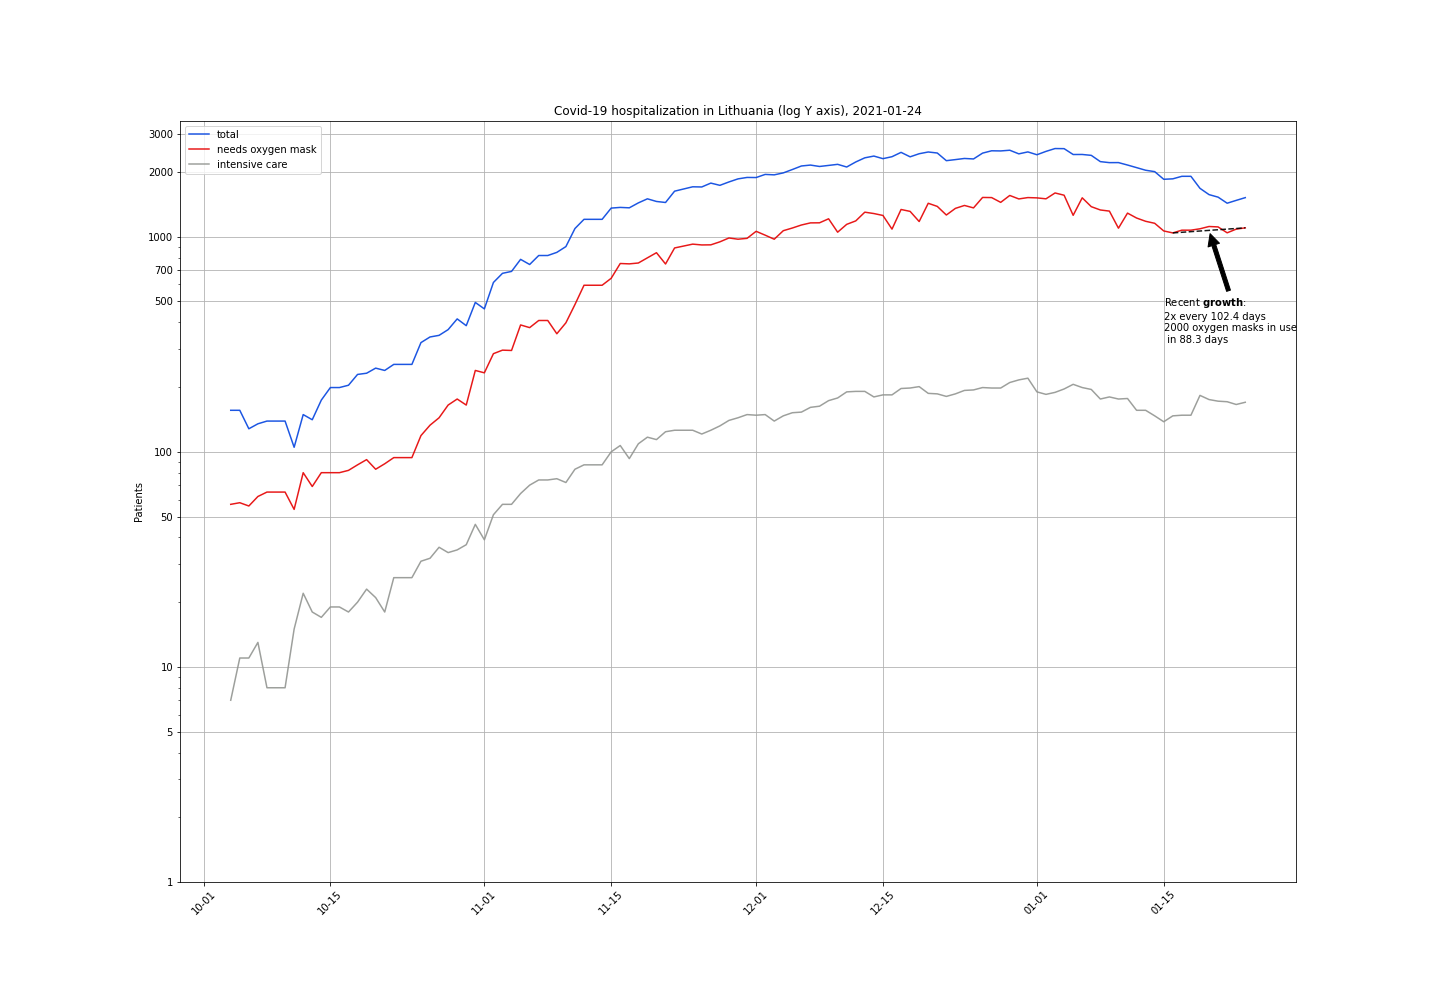 Covid-19 hospitalization in Lithuania (log Y axis), 2021-01-24
total
needs oxygen mask
intensive care
3000
2000
1000
700
500
100
50
10
5
1
Patients
Recent growth:
2x every 102.4 days
2000 oxygen masks in use
in 88.3 days
10-01
10-15
11-01
11-15
12-01
12-15
01-01
01-15